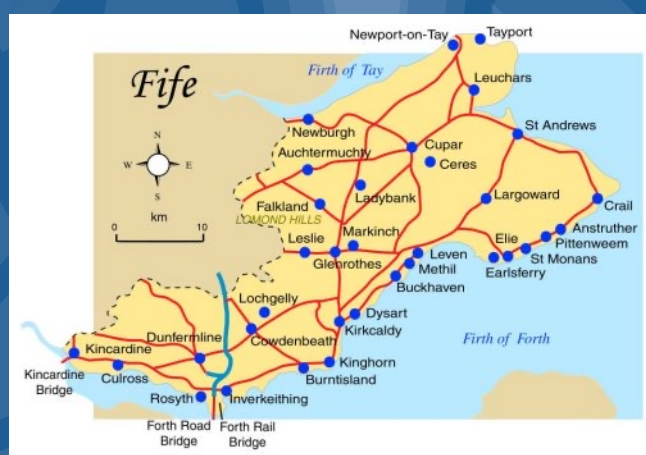 Newport-on-Tay
Tayport
Firth of Tay
Fife
Leuchars
N
W E
S
Newburgh
St Andrews
Auchtermuchty
Cupar
Ceres
Ladybank
Largoward
Falkland
LOMOND HILLS
Crail
km
0 10
Markinch
Leslie
Glenrothes
Anstruther
Pittenweem
Elie
St Monans
Earlsferry
Leven
Methil
Buckhaven
Lochgelly
Dysart
Kirkcaldy
Firth of Forth
Dunfermline
Cowdenbeath
Kincardine
Kinghorn
Kincardine
Bridge
Culross
Burntisland
Rosyth
Inverkeithing
Forth Road
Bridge
Forth Rail
Bridge